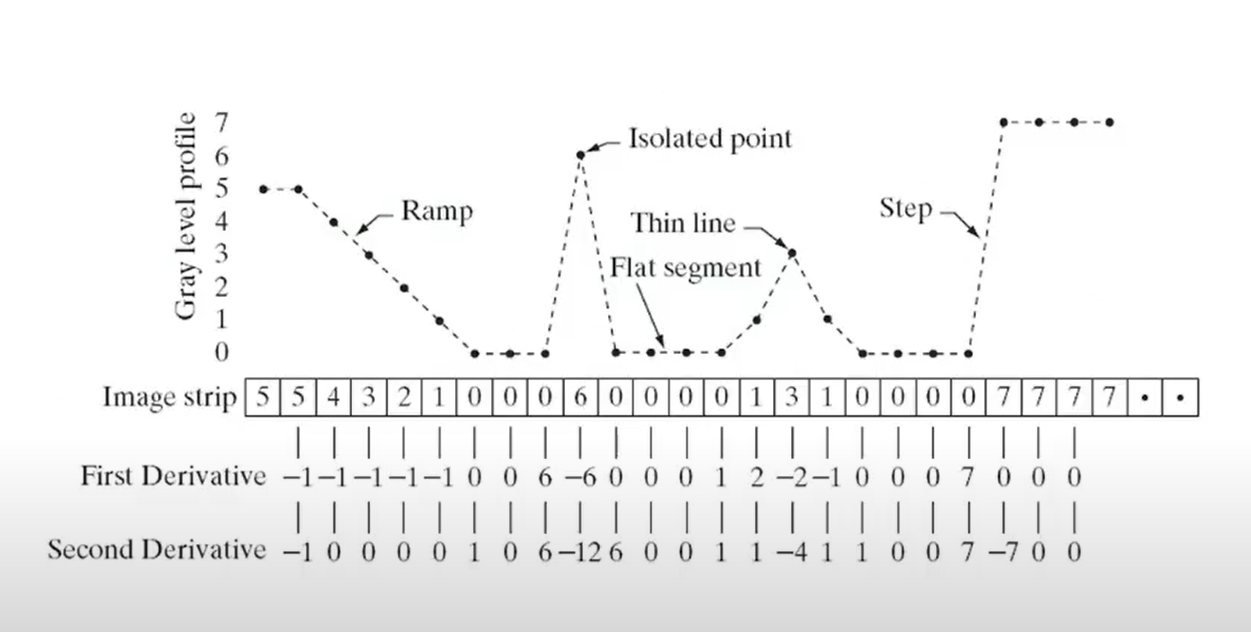 Gray level profile
7
6
5
4
3
2
1
0
Isolated point
Ramp
Thin line
Step
Flat segment
Image strip 5 5 4 3 2 1 0 0 0 6 0 0 0 0 1 3 1 0 0 0 0 7 7 7 7 • •
First Derivative −1 −1 −1 −1 −1 0 0 6 −6 0 0 0 1 2 −2 −1 0 0 0 7 0 0 0
Second Derivative −1 0 0 0 0 1 0 6 −12 6 0 0 1 1 −4 1 1 0 0 7 −7 0 0